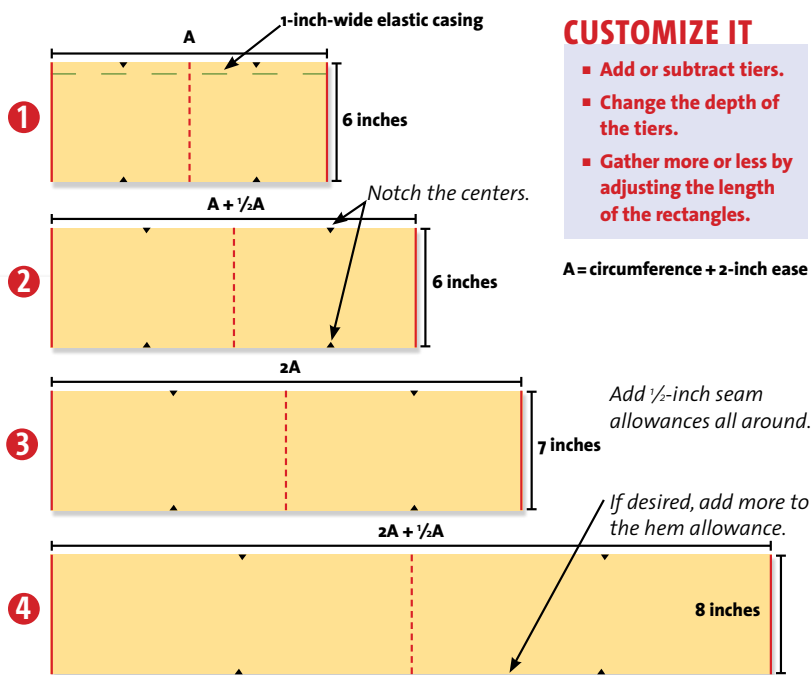 A
1-inch-wide elastic casing
1
6 inches
A + ½A
Notch the centers.
2
6 inches
2A
3
7 inches
Add ½-inch seam
allowances all around.
If desired, add more to
the hem allowance.
2A + ½A
4
8 inches
CUSTOMIZE IT
▪ Add or subtract tiers.
▪ Change the depth of
the tiers.
▪ Gather more or less by
adjusting the length
of the rectangles.
A = circumference + 2-inch ease